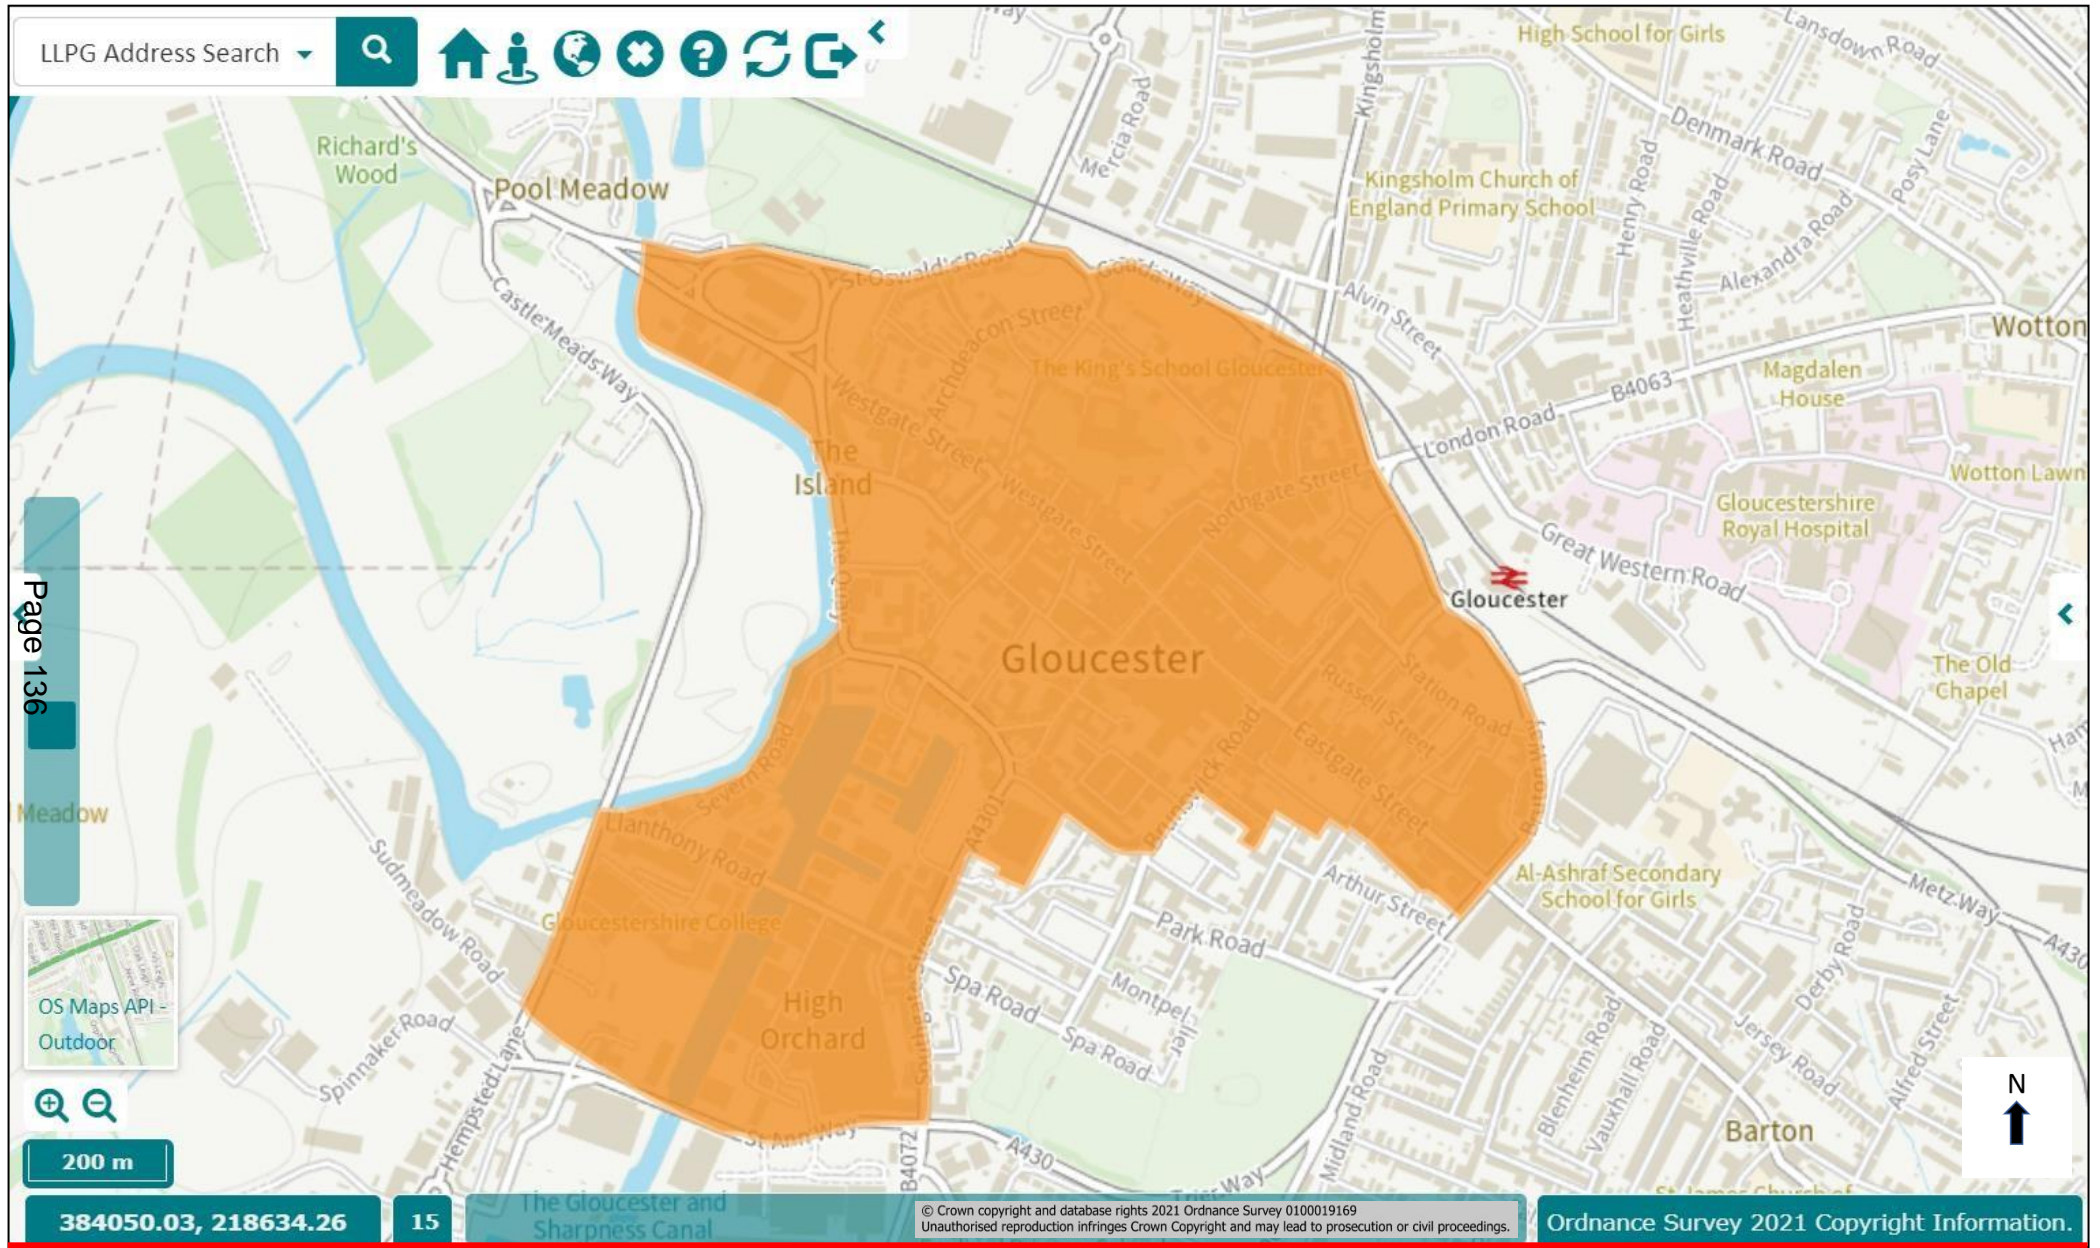 LLPG Address Search
High School for Girls
Lansdown Road
Kingsholm
Mercia Road
Denmark Road
Posy Lane
Richard's
Wood
Pool Meadow
Kingsholm Church of
England Primary School
Henry Road
Heathville Road
Alexandra Road
St Oswald's Road
Gouda Way
Alvin Street
Castle Meads Way
Archdeacon Street
Wotton
The King's School Gloucester
Magdalen
House
B4063
London Road
Westgate Street
The
Island
Westgate Street
Northgate Street
Wotton Lawn
Gloucestershire
Royal Hospital
The Quay
Great Western Road
Gloucester
Page 136
Gloucester
The Old
Chapel
Station Road
Russell Street
Eastgate Street
Brunswick Road
Severn Road
Ham
Meadow
Llanthony Road
A4301
Sudmeadow Road
Arthur Street
Al-Ashraf Secondary
School for Girls
Metz Way
A430
Gloucestershire College
Park Road
Derby Road
Spa Road
Montpellier
High
Orchard
OS Maps API -
Outdoor
Spinnaker Road
Hempsted Lane
Spa Road
Blenheim Road
Vauxhall Road
Jersey Road
Alfred Street
N
Midland Road
Barton
St Ann Way
B4072
A430
Trier Way
200 m
384050.03, 218634.26
15
The Gloucester and
Sharpness Canal
© Crown copyright and database rights 2021 Ordnance Survey 0100019169
Unauthorised reproduction infringes Crown Copyright and may lead to prosecution or civil proceedings.
Ordnance Survey 2021 Copyright Information.